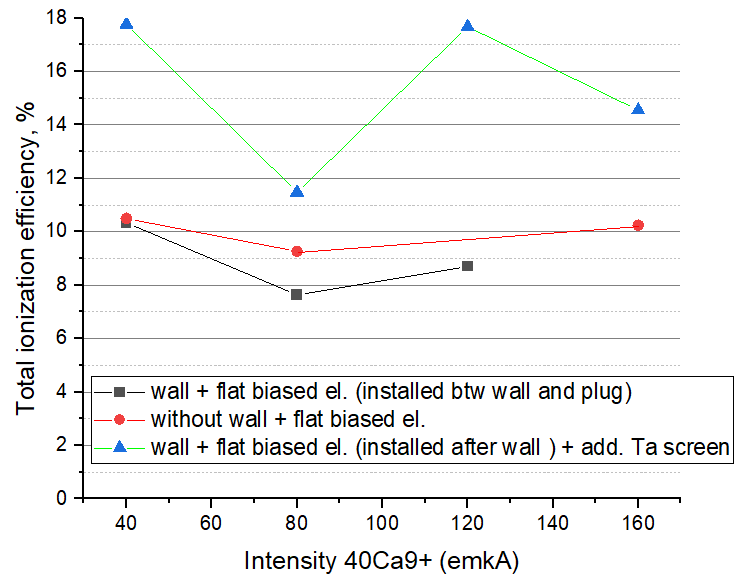 Total ionization efficiency, %
18
16
14
12
10
8
6
4
2
0
wall + flat biased el. (installed btw wall and plug)
without wall + flat biased el.
wall + flat biased el. (installed after wall ) + add. Ta screen
40 60 80 100 120 140 160
Intensity 40Ca9+ (emkA)